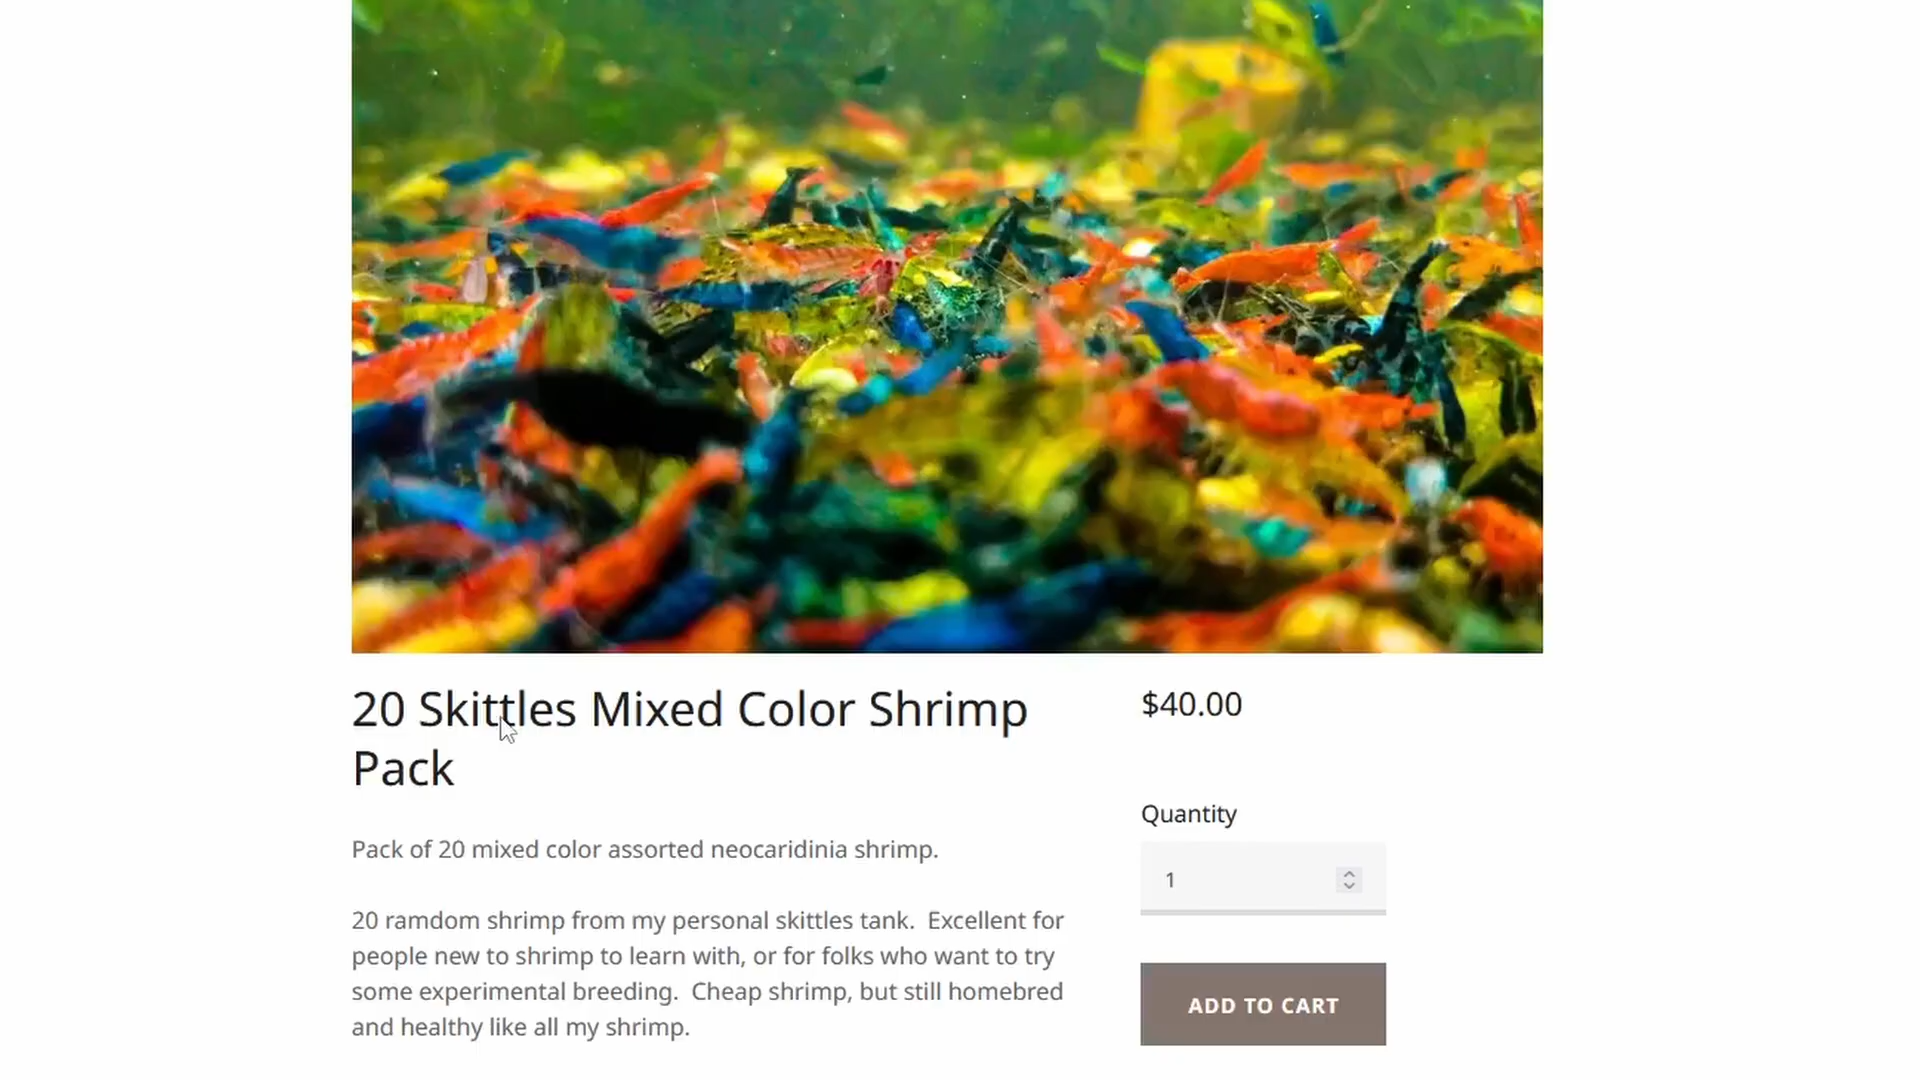 20 Skittles Mixed Color Shrimp
Pack
$40.00
Pack of 20 mixed color assorted neocaridinia shrimp.
20 ramdom shrimp from my personal skittles tank.  Excellent for
people new to shrimp to learn with, or for folks who want to try
some experimental breeding.  Cheap shrimp, but still homebred
and healthy like all my shrimp.
Quantity
1
ADD TO CART